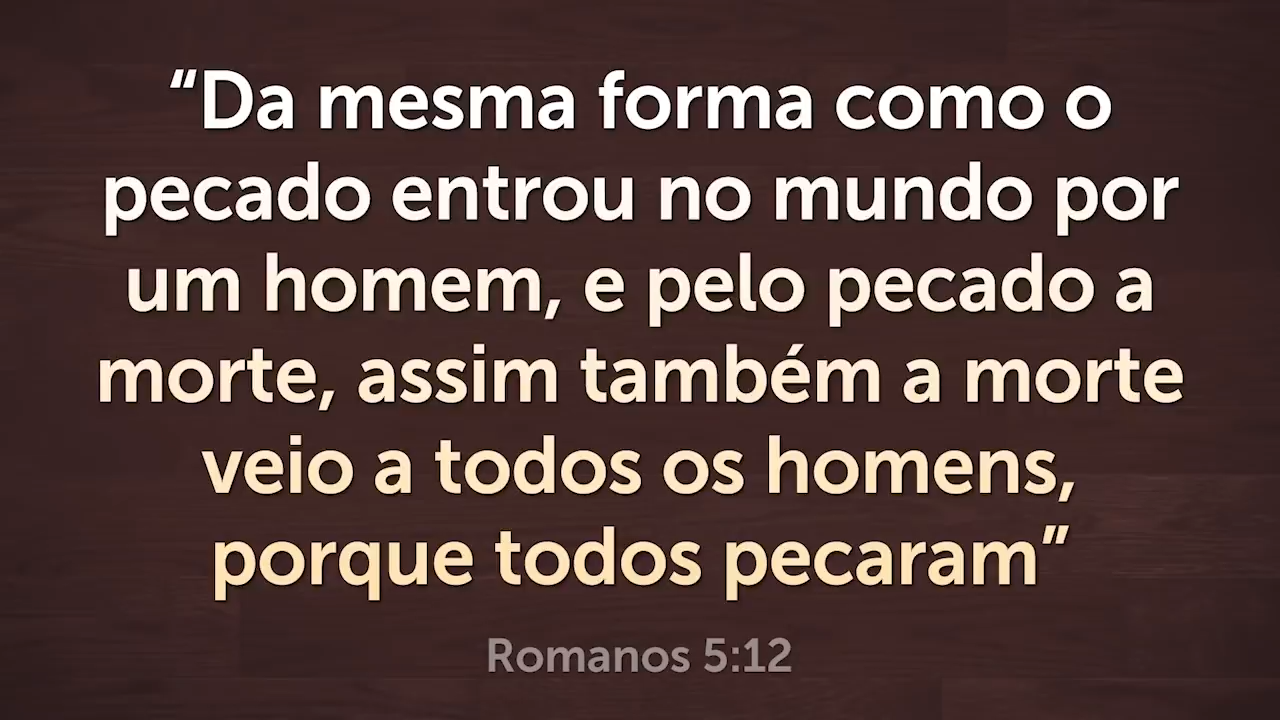 “Da mesma forma como o
pecado entrou no mundo por
um homem, e pelo pecado a
morte, assim também a morte
veio a todos os homens,
porque todos pecaram”
Romanos 5:12